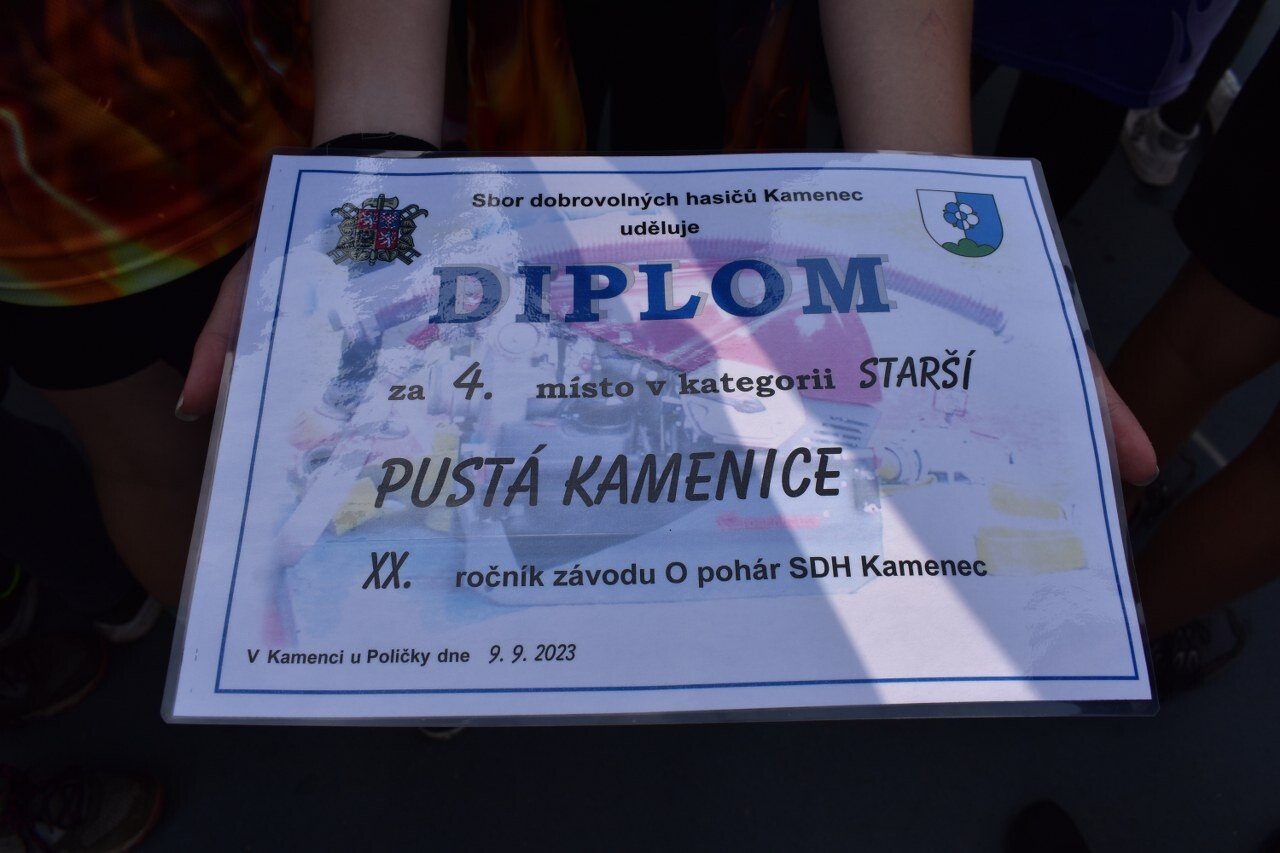 Sbor dobrovolných hasičů Kamenec
uděluje
DIPLOM
za 4. místo v kategorii STARŠÍ
PUSTÁ KAMENICE
XX. ročník závodu O pohár SDH Kamenec
V Kamenci u Poličky dne 9. 9. 2023